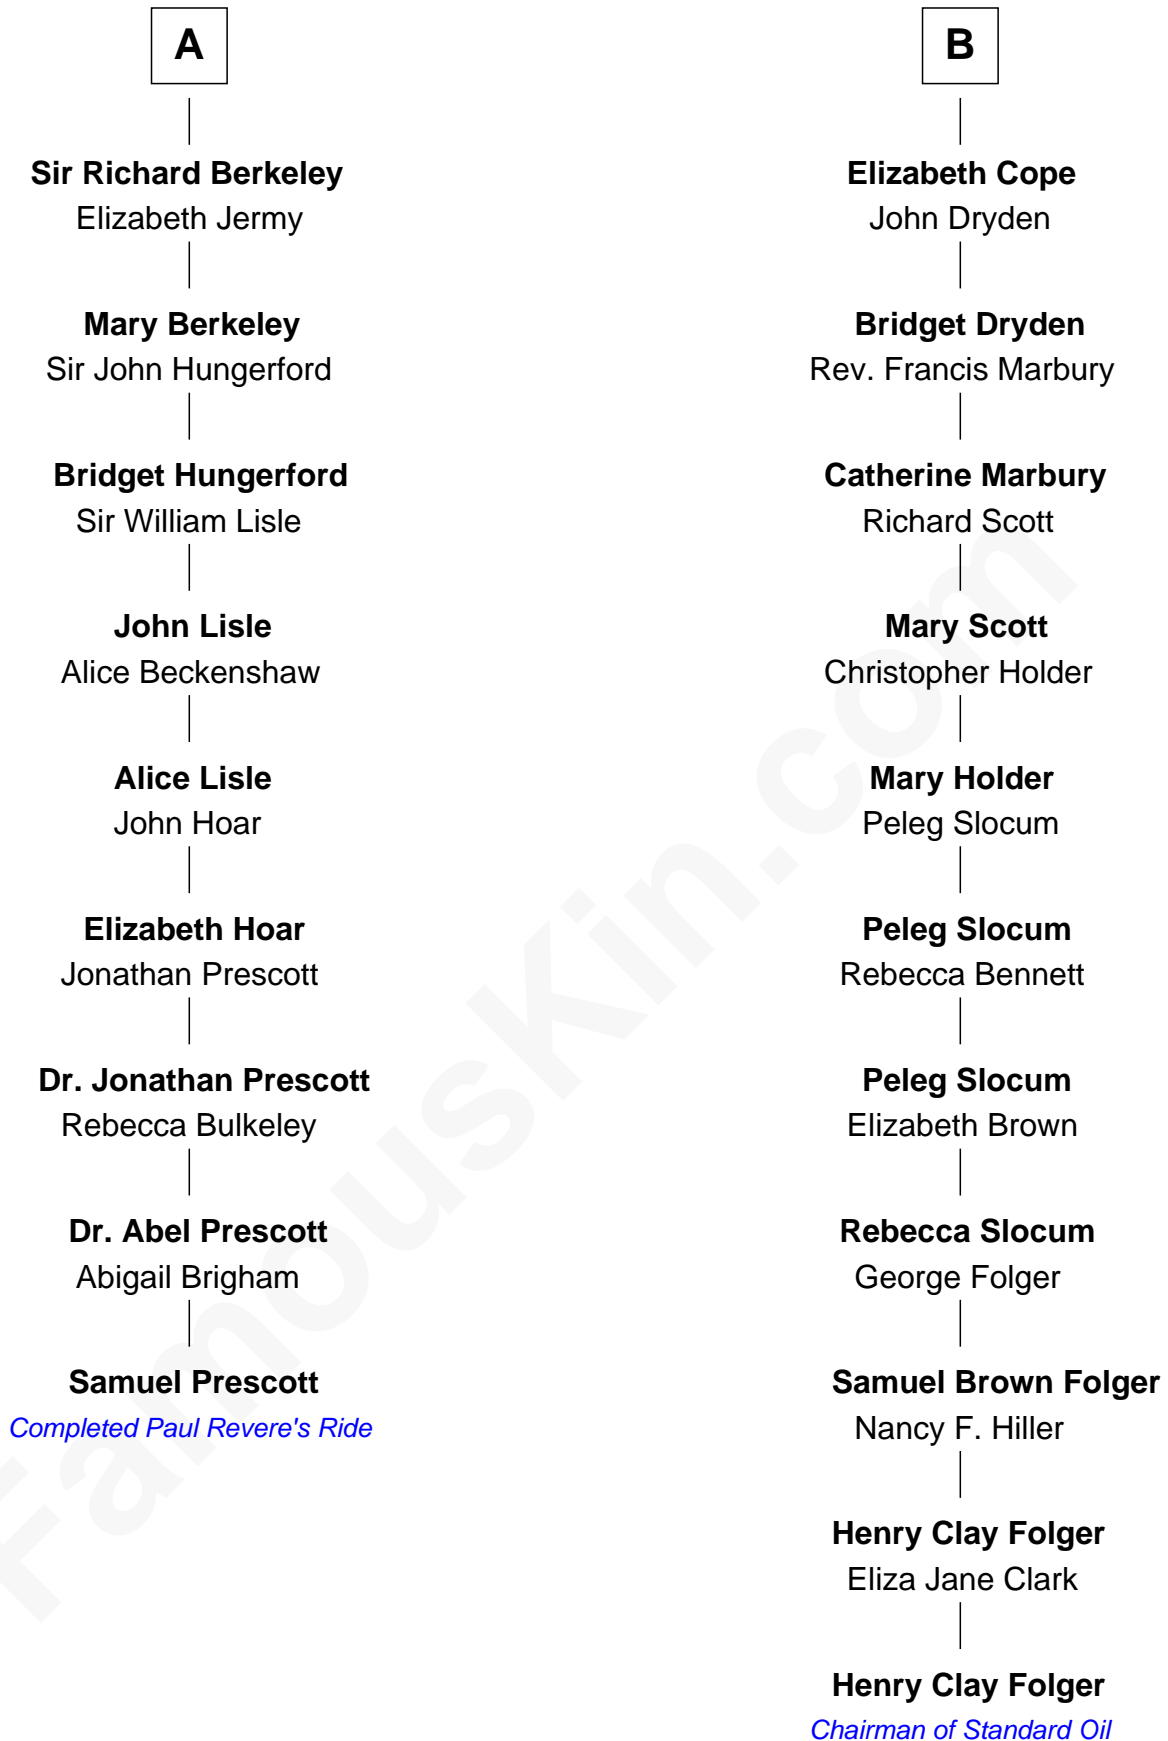 A
Sir Richard Berkeley
Elizabeth Jermy
Mary Berkeley
Sir John Hungerford
Bridget Hungerford
Sir William Lisle
John Lisle
Alice Beckenshaw
Alice Lisle
John Hoar
Elizabeth Hoar
Jonathan Prescott
Dr. Jonathan Prescott
Rebecca Bulkeley
Dr. Abel Prescott
Abigail Brigham
Samuel Prescott
Completed Paul Revere's Ride
B
Elizabeth Cope
John Dryden
Bridget Dryden
Rev. Francis Marbury
Catherine Marbury
Richard Scott
Mary Scott
Christopher Holder
Mary Holder
Peleg Slocum
Peleg Slocum
Rebecca Bennett
Peleg Slocum
Elizabeth Brown
Rebecca Slocum
George Folger
Samuel Brown Folger
Nancy F. Hiller
Henry Clay Folger
Eliza Jane Clark
Henry Clay Folger
Chairman of Standard Oil
FamousKin.com